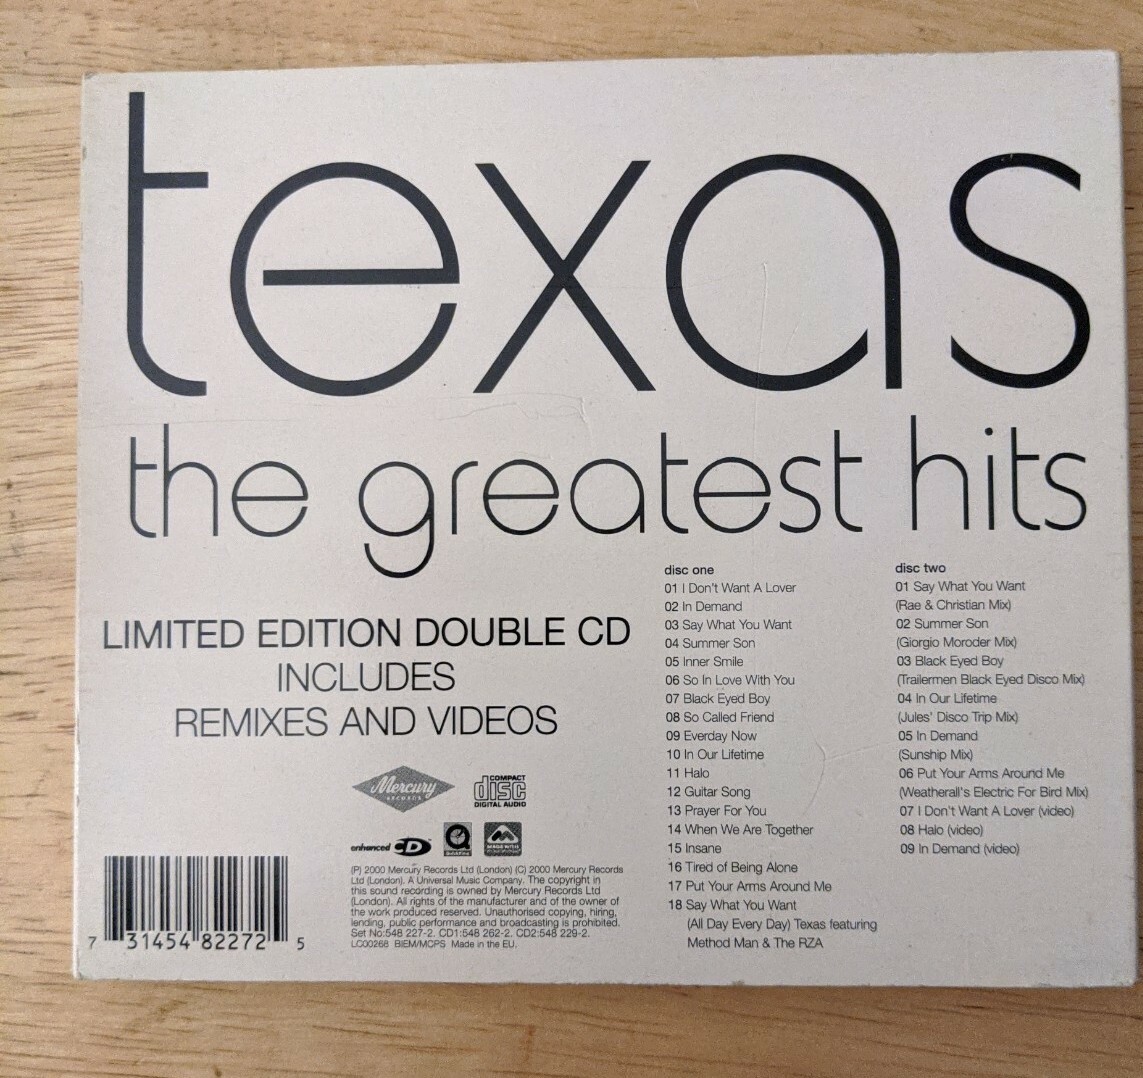 texas
the greatest hits
LIMITED EDITION DOUBLE CD
INCLUDES
REMIXES AND VIDEOS
Mercury
RECORDS
COMPACT
disc
DIGITAL AUDIO
enhanced CD
MADE WITH
(P) 2000 Mercury Records Ltd (London) (C) 2000 Mercury Records
Ltd (London). A Universal Music Company. The copyright in
this sound recording is owned by Mercury Records Ltd
(London). All rights of the manufacturer and of the owner of
the work produced reserved. Unauthorised copying, hiring,
lending, public performance and broadcasting is prohibited.
Set No:548 227-2. CD1:548 262-2. CD2:548 229-2.
LC00268 BIEM/MCPS Made in the EU.
7 31454 82272 5
disc one
01 I Don't Want A Lover
02 In Demand
03 Say What You Want
04 Summer Son
05 Inner Smile
06 So In Love With You
07 Black Eyed Boy
08 So Called Friend
09 Everday Now
10 In Our Lifetime
11 Halo
12 Guitar Song
13 Prayer For You
14 When We Are Together
15 Insane
16 Tired of Being Alone
17 Put Your Arms Around Me
18 Say What You Want
(All Day Every Day) Texas featuring
Method Man & The RZA
disc two
01 Say What You Want
(Rae & Christian Mix)
02 Summer Son
(Giorgio Moroder Mix)
03 Black Eyed Boy
(Trailermen Black Eyed Disco Mix)
04 In Our Lifetime
(Jules' Disco Trip Mix)
05 In Demand
(Sunship Mix)
06 Put Your Arms Around Me
(Weatherall's Electric For Bird Mix)
07 I Don't Want A Lover (video)
08 Halo (video)
09 In Demand (video)